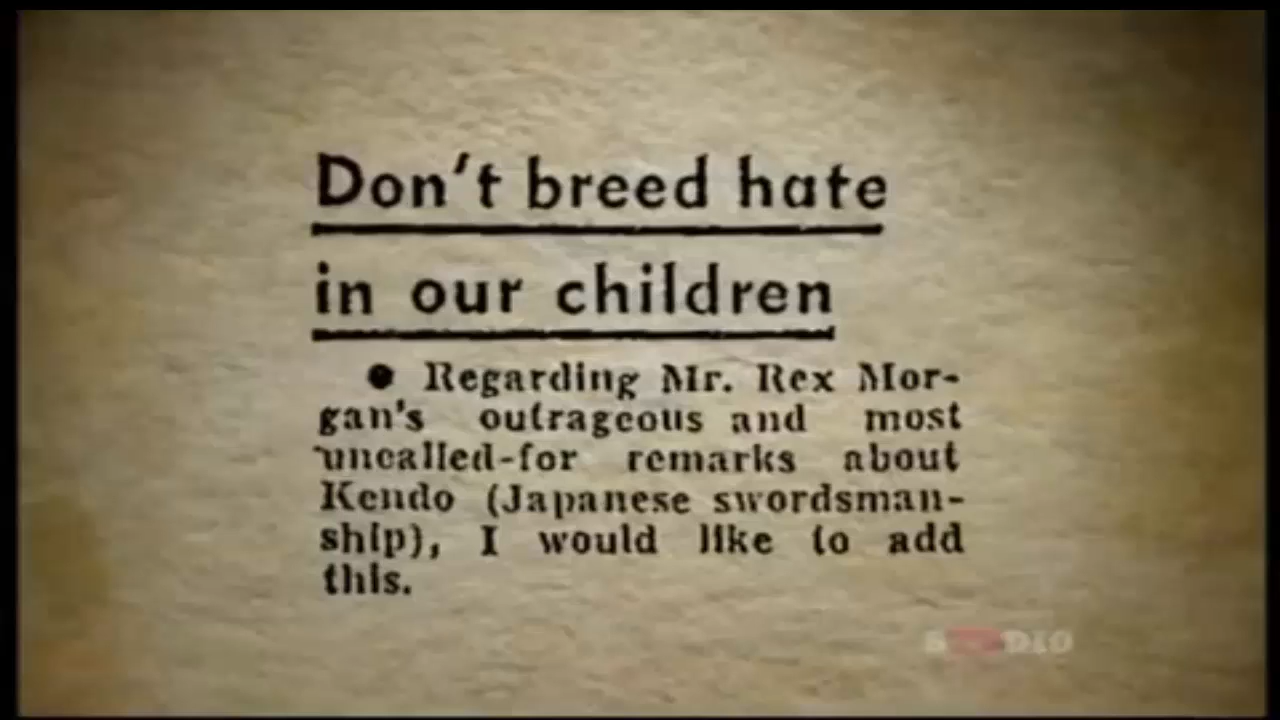 Don't breed hate
in our children
● Regarding Mr. Rex Mor-
gan's outrageous and most
uncalled-for remarks about
Kendo (Japanese swordsman-
ship), I would like to add
this.